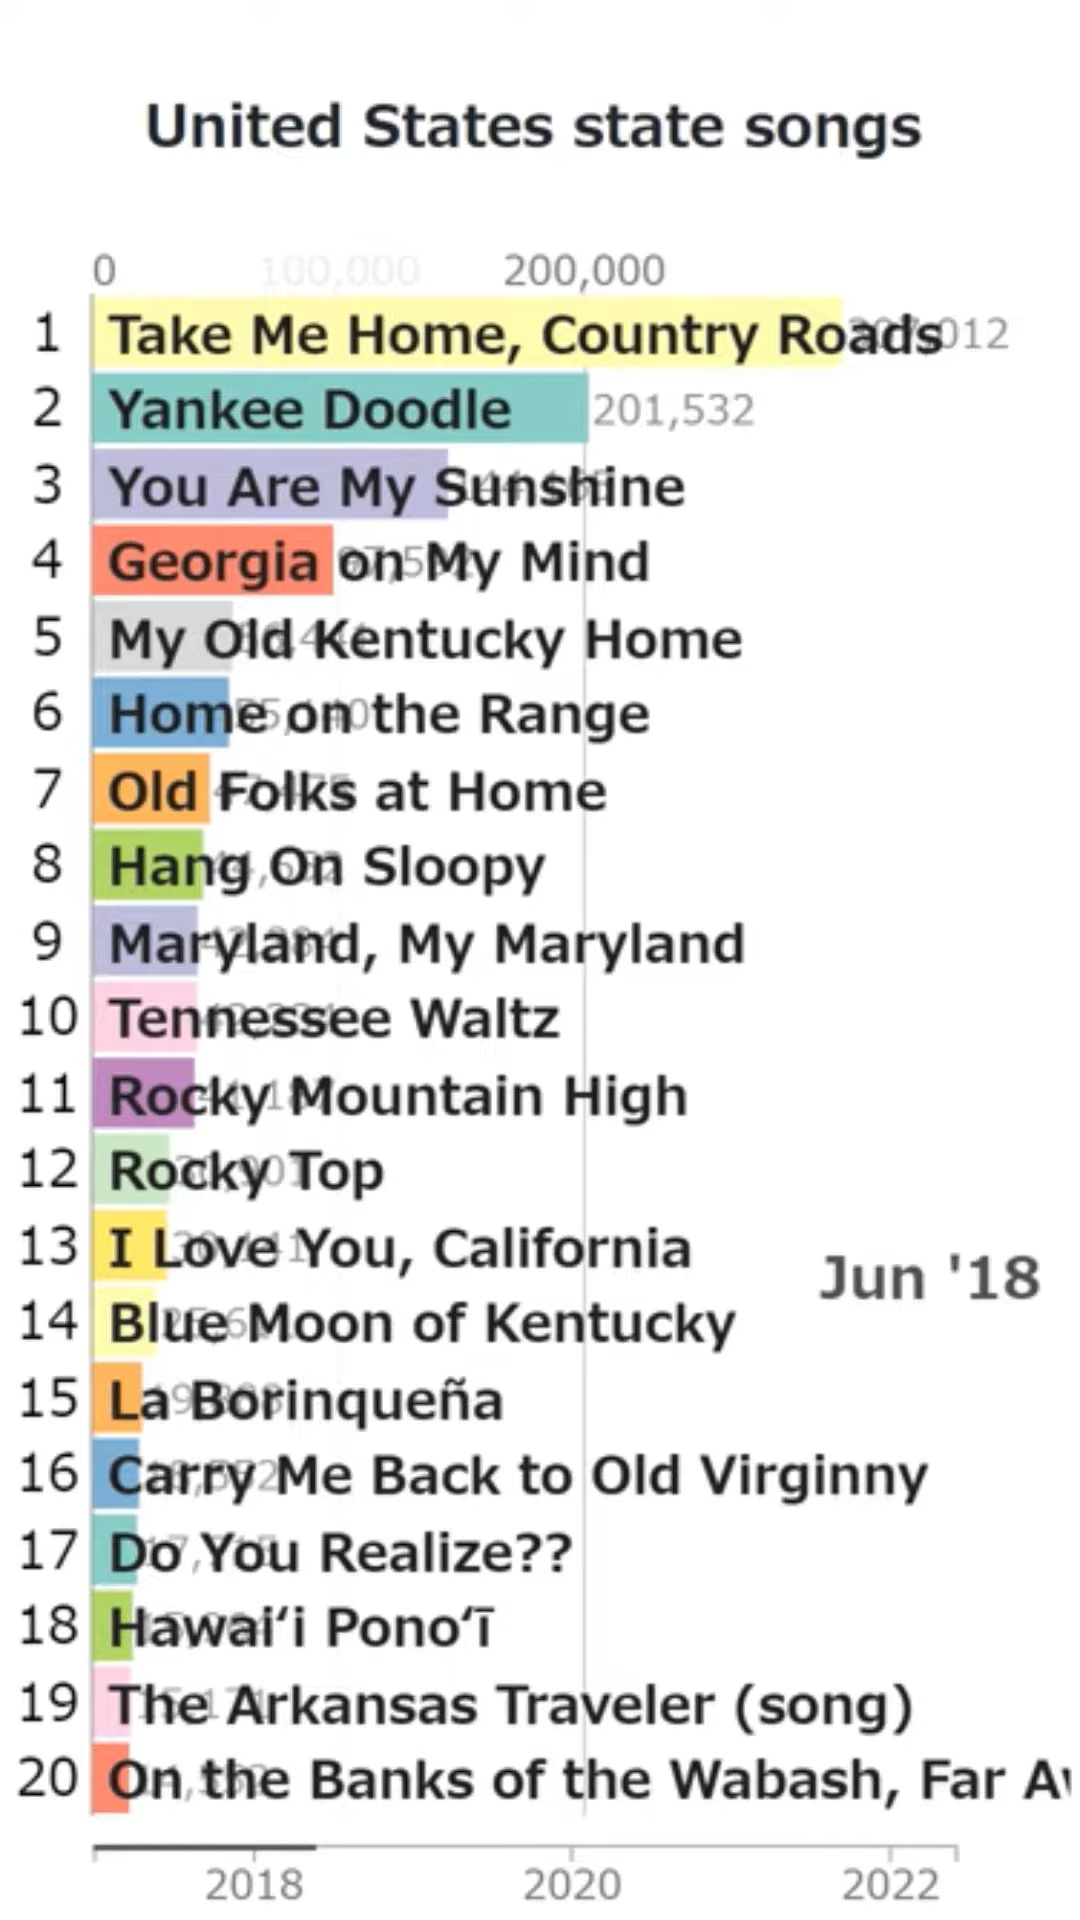 United States state songs
0 100,000 200,000
1 Take Me Home, Country Roads
2 Yankee Doodle 201,532
3 You Are My Sunshine
4 Georgia on My Mind
5 My Old Kentucky Home
6 Home on the Range
7 Old Folks at Home
8 Hang On Sloopy
9 Maryland, My Maryland
10 Tennessee Waltz
11 Rocky Mountain High
12 Rocky Top
13 I Love You, California
Jun '18
14 Blue Moon of Kentucky
15 La Borinqueña
16 Carry Me Back to Old Virginny
17 Do You Realize??
18 Hawaiʻi Ponoʻī
19 The Arkansas Traveler (song)
20 On the Banks of the Wabash, Far
2018 2020 2022